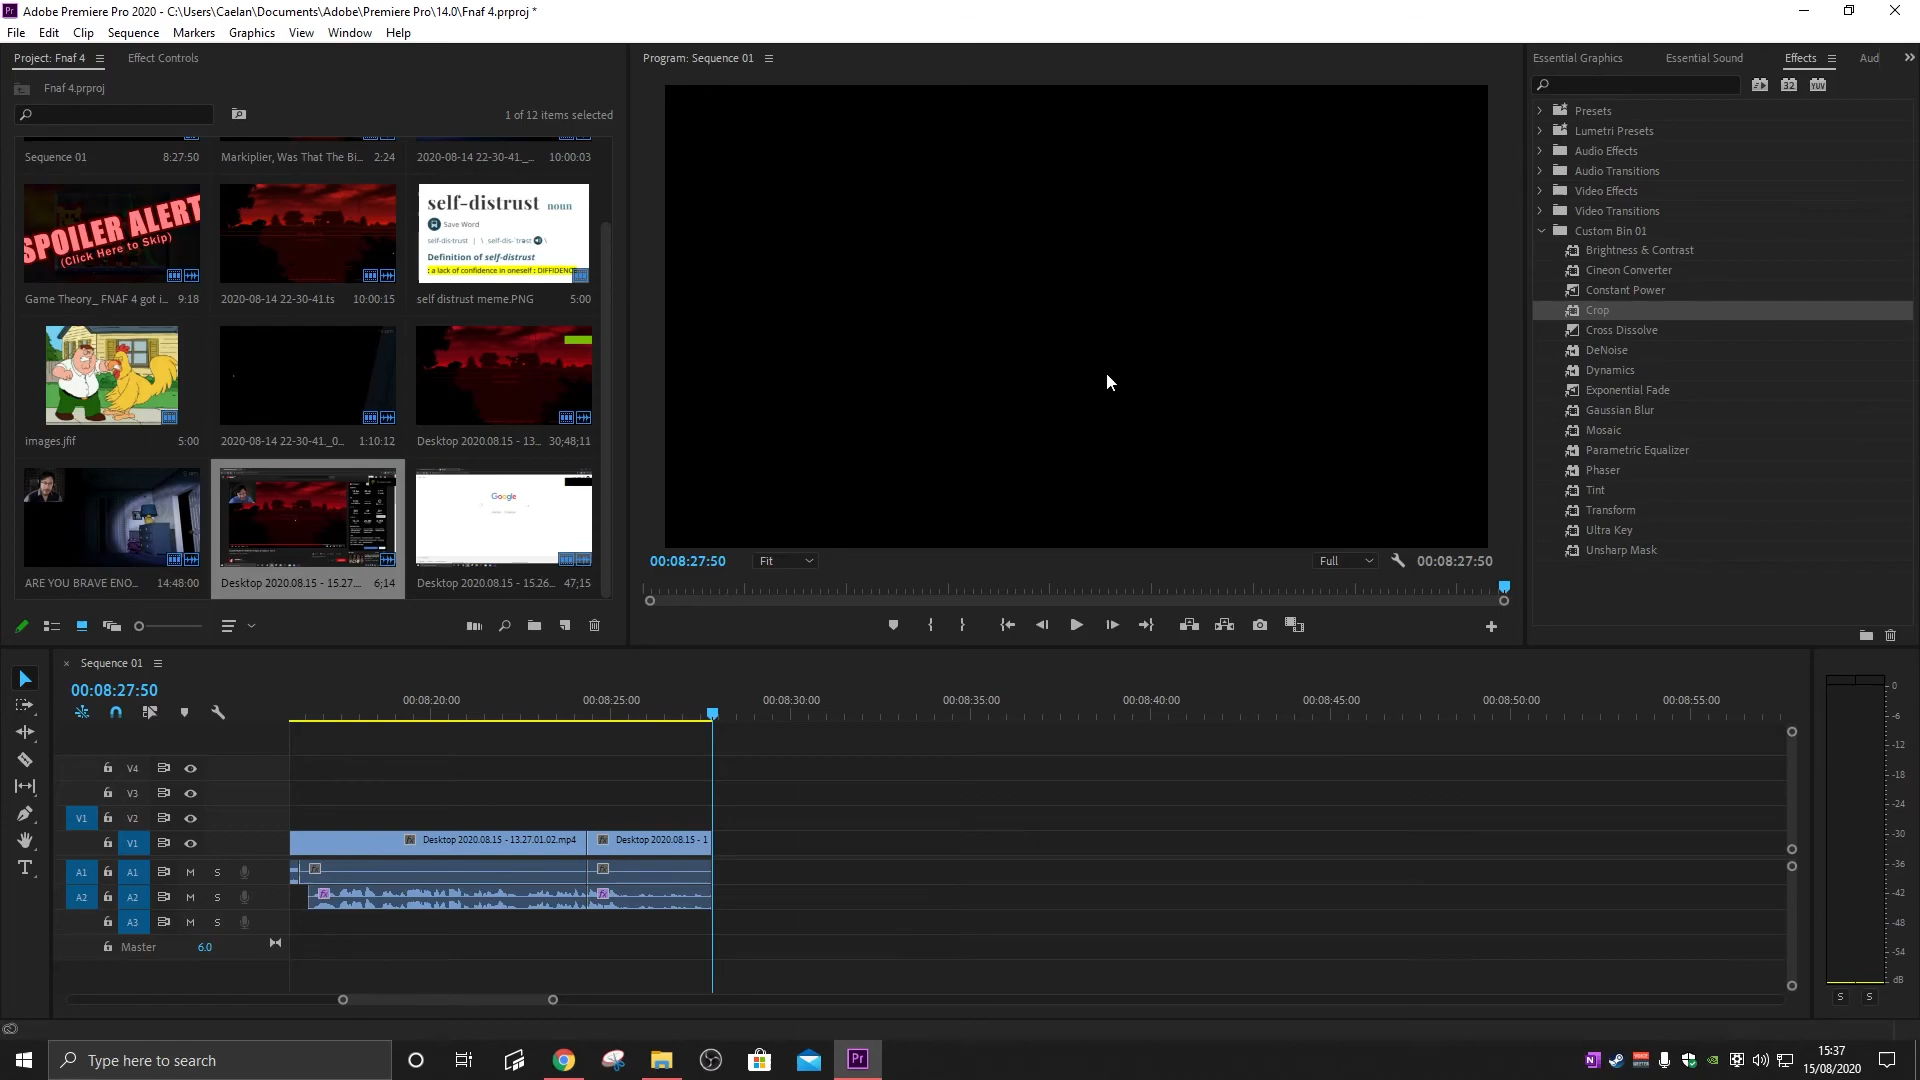 Adobe Premiere Pro 2020 - C:\Users\Caelan\Documents\Adobe\Premiere Pro\14.0\Fnaf 4.prproj *
File Edit Clip Sequence Markers Graphics View Window Help
Project: Fnaf 4 Effect Controls
Fnaf 4.prproj
1 of 12 items selected
Sequence 01 8:27:50
Markiplier, Was That The Bi... 2:24
2020-08-14 22-30-41._... 10:00:03
SPOILER ALERT
(Click Here to Skip)
self-distrust noun
Save Word
self-dis·trust | \ ˌself-dis-ˈtrəst \
Definition of self-distrust
: a lack of confidence in oneself : DIFFIDENCE
Game Theory_ FNAF 4 got i... 9:18
2020-08-14 22-30-41.ts 10:00:15
self distrust meme.PNG 5:00
images.jfif 5:00
2020-08-14 22-30-41._0... 1:10:12
Desktop 2020.08.15 - 13... 30;48;11
Google
ARE YOU BRAVE ENO... 14:48:00
Desktop 2020.08.15 - 15.27.... 6;14
Desktop 2020.08.15 - 15.26... 47;15
Program: Sequence 01
00:08:27:50 Fit Full 00:08:27:50
Essential Graphics Essential Sound Effects Aud
32 YUV
Presets
Lumetri Presets
Audio Effects
Audio Transitions
Video Effects
Video Transitions
Custom Bin 01
Brightness & Contrast
Cineon Converter
Constant Power
Crop
Cross Dissolve
DeNoise
Dynamics
Exponential Fade
Gaussian Blur
Mosaic
Parametric Equalizer
Phaser
Tint
Transform
Ultra Key
Unsharp Mask
× Sequence 01
00:08:27:50
00:08:20:00 00:08:25:00 00:08:30:00 00:08:35:00 00:08:40:00 00:08:45:00 00:08:50:00 00:08:55:00
V4
V3
V1 V2
V1 fx Desktop 2020.08.15 - 13.27.01.02.mp4 fx Desktop 2020.08.15 - 1
A1 A1 M S
A2 A2 M S
A3 M S
Master 6.0
0
-6
-12
-18
-24
-30
-36
-42
-48
-54
dB
S S
Type here to search
Pr
15:37
15/08/2020